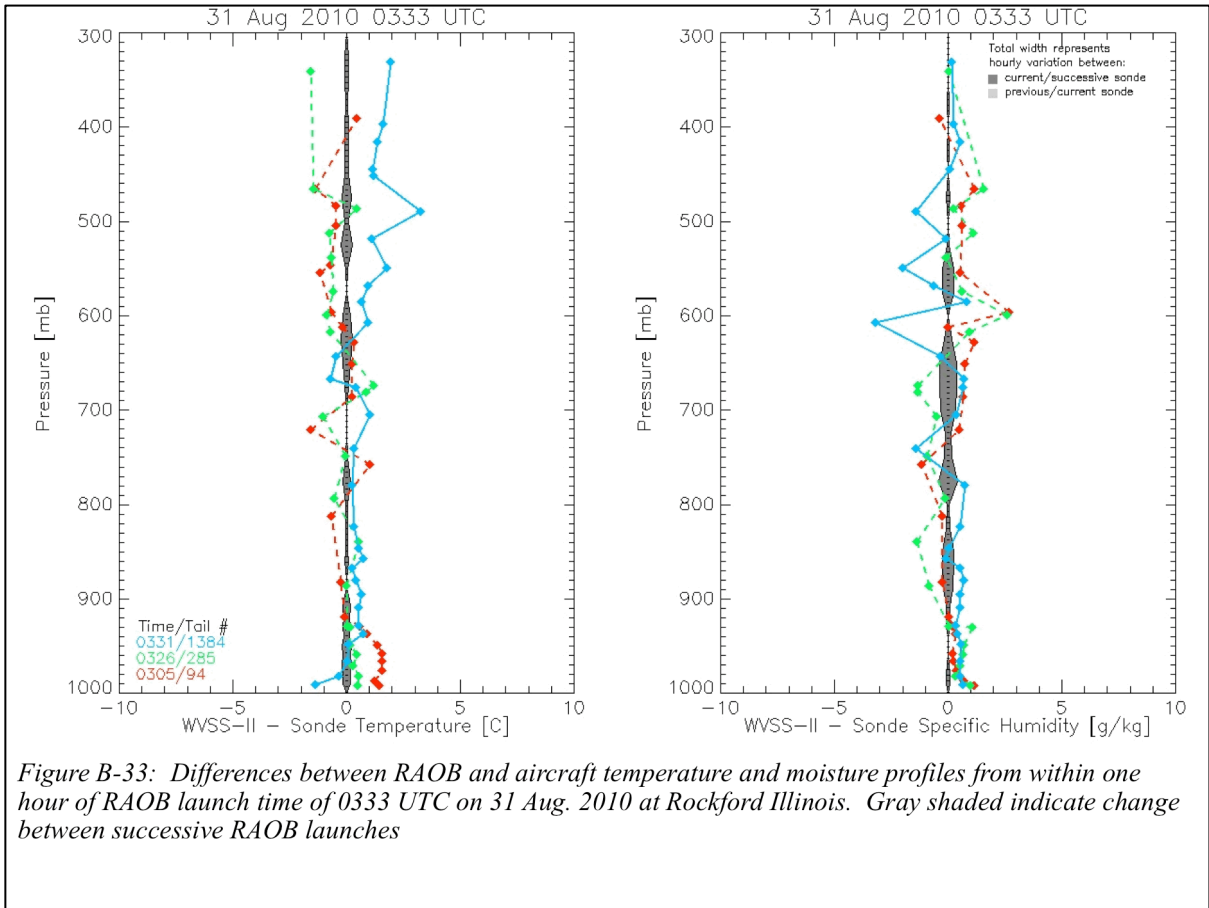 31 Aug 2010 0333 UTC
300
400
500
600
700
800
900
1000
Pressure [mb]
Time/Tail #
0331/1384
0326/285
0305/94
-10
-5
0
5
10
WVSS-II - Sonde Temperature [C]
31 Aug 2010 0333 UTC
Total width represents
hourly variation between:
current/successive sonde
previous/current sonde
300
400
500
600
700
800
900
1000
Pressure [mb]
-10
-5
0
5
10
WVSS-II - Sonde Specific Humidity [g/kg]
Figure B-33: Differences between RAOB and aircraft temperature and moisture profiles from within one
hour of RAOB launch time of 0333 UTC on 31 Aug. 2010 at Rockford Illinois. Gray shaded indicate change
between successive RAOB launches